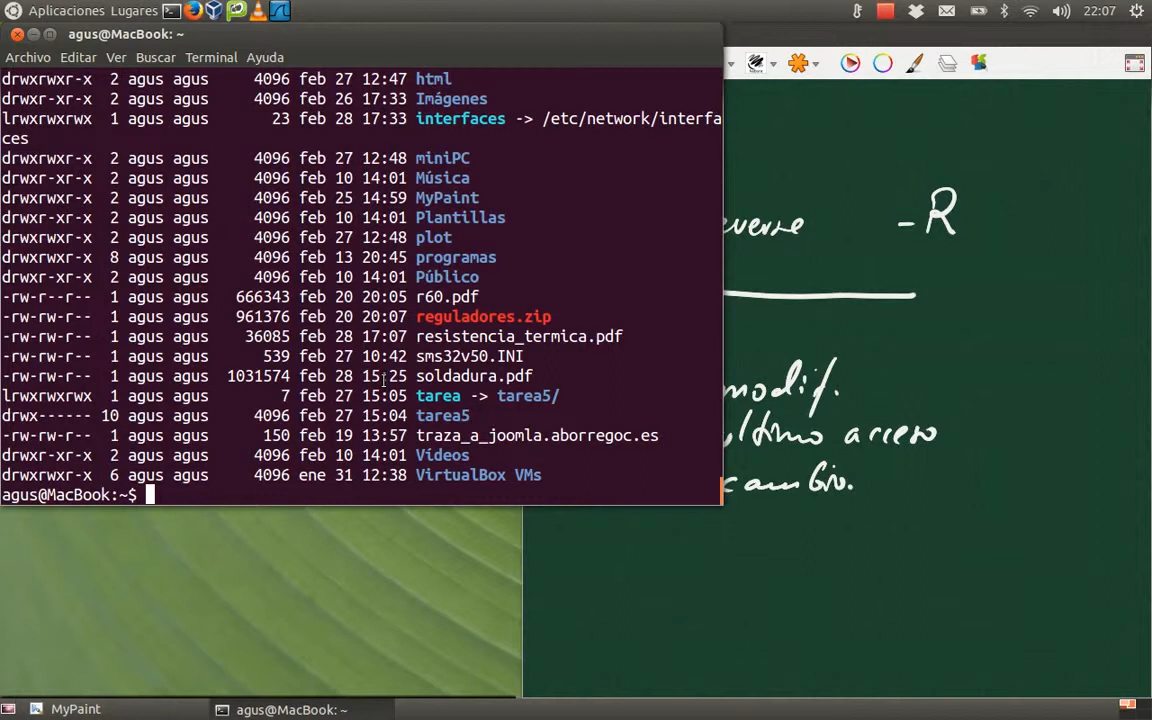 Aplicaciones Lugares 22:07
agus@MacBook: ~
Archivo Editar Ver Buscar Terminal Ayuda
drwxrwxr-x 2 agus agus 4096 feb 27 12:47 html
drwxr-xr-x 2 agus agus 4096 feb 26 17:33 Imágenes
lrwxrwxrwx 1 agus agus 23 feb 28 17:33 interfaces -> /etc/network/interfa
ces
drwxrwxr-x 2 agus agus 4096 feb 27 12:48 miniPC
drwxr-xr-x 2 agus agus 4096 feb 10 14:01 Música
drwxrwxr-x 2 agus agus 4096 feb 25 14:59 MyPaint
drwxr-xr-x 2 agus agus 4096 feb 10 14:01 Plantillas
drwxrwxr-x 2 agus agus 4096 feb 27 12:48 plot
drwxrwxr-x 8 agus agus 4096 feb 13 20:45 programas
drwxr-xr-x 2 agus agus 4096 feb 10 14:01 Público
-rw-r--r-- 1 agus agus 666343 feb 20 20:05 r60.pdf
-rw-rw-r-- 1 agus agus 961376 feb 20 20:07 reguladores.zip
-rw-rw-r-- 1 agus agus 36085 feb 28 17:07 resistencia_termica.pdf
-rw-rw-r-- 1 agus agus 539 feb 27 10:42 sms32v50.INI
-rw-rw-r-- 1 agus agus 1031574 feb 28 15:25 soldadura.pdf
lrwxrwxrwx 1 agus agus 7 feb 27 15:05 tarea -> tarea5/
drwx------ 10 agus agus 4096 feb 27 15:04 tarea5
-rw-rw-r-- 1 agus agus 150 feb 19 13:57 traza_a_joomla.aborregoc.es
drwxr-xr-x 2 agus agus 4096 feb 10 14:01 Vídeos
drwxrwxr-x 6 agus agus 4096 ene 31 12:38 VirtualBox VMs
agus@MacBook:~$
everse -R
modif.
último acceso
cambio.
MyPaint agus@MacBook: ~